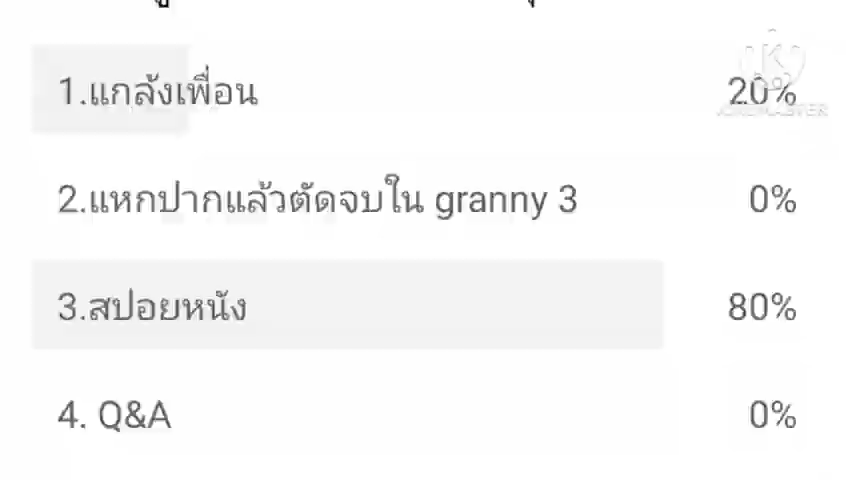 1.แกล้งเพื่อน 20%
2.แหกปากแล้วตัดจบใน granny 3 0%
3.สปอยหนัง 80%
4. Q&A 0%
KINEMASTER